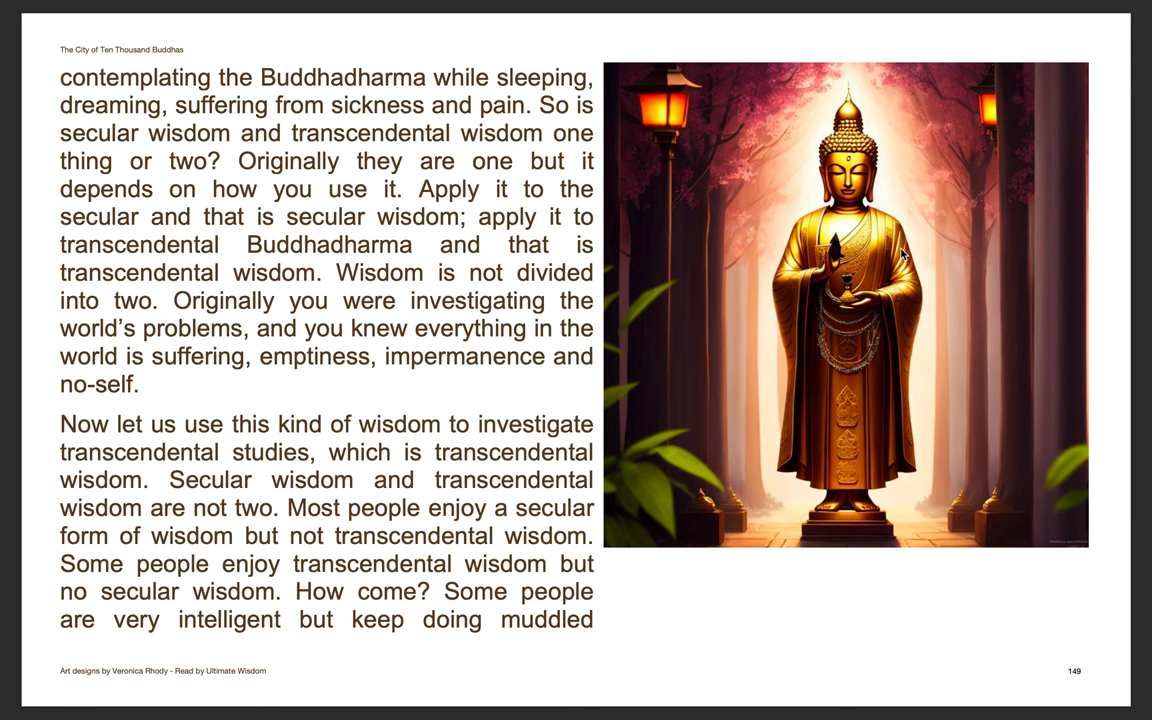 The City of Ten Thousand Buddhas
contemplating the Buddhadharma while sleeping,
dreaming, suffering from sickness and pain. So is
secular wisdom and transcendental wisdom one
thing or two? Originally they are one but it
depends on how you use it. Apply it to the
secular and that is secular wisdom; apply it to
transcendental Buddhadharma and that is
transcendental wisdom. Wisdom is not divided
into two. Originally you were investigating the
world’s problems, and you knew everything in the
world is suffering, emptiness, impermanence and
no-self.
Now let us use this kind of wisdom to investigate
transcendental studies, which is transcendental
wisdom. Secular wisdom and transcendental
wisdom are not two. Most people enjoy a secular
form of wisdom but not transcendental wisdom.
Some people enjoy transcendental wisdom but
no secular wisdom. How come? Some people
are very intelligent but keep doing muddled
Art designs by Veronica Rhody - Read by Ultimate Wisdom
149